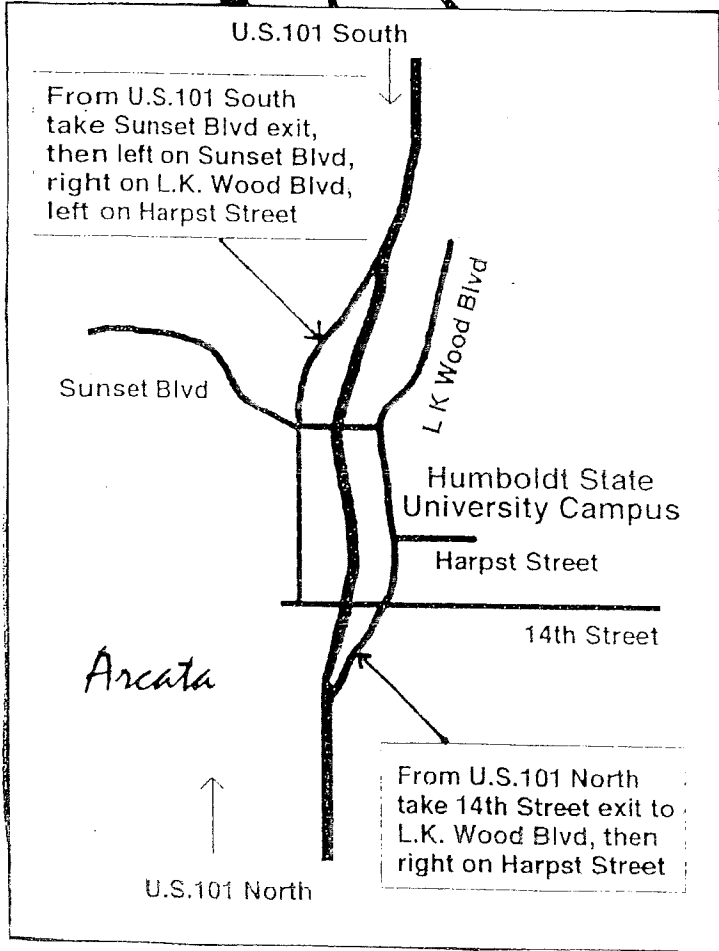 U.S.101 South
From U.S.101 South
take Sunset Blvd exit,
then left on Sunset Blvd,
right on L.K. Wood Blvd,
left on Harpst Street
L K Wood Blvd
Sunset Blvd
Humboldt State
University Campus
Harpst Street
14th Street
Arcata
From U.S.101 North
take 14th Street exit to
L.K. Wood Blvd, then
right on Harpst Street
U.S.101 North